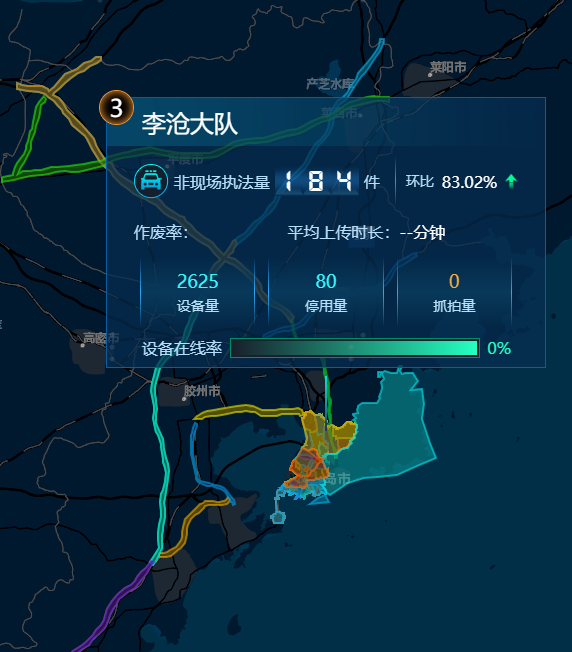 莱阳市
产芝水库
3
李沧大队
非现场执法量 184 件 环比 83.02%
作废率： 平均上传时长：--分钟
2625 80 0
设备量 停用量 抓拍量
高密市
设备在线率 0%
胶州市
岛市